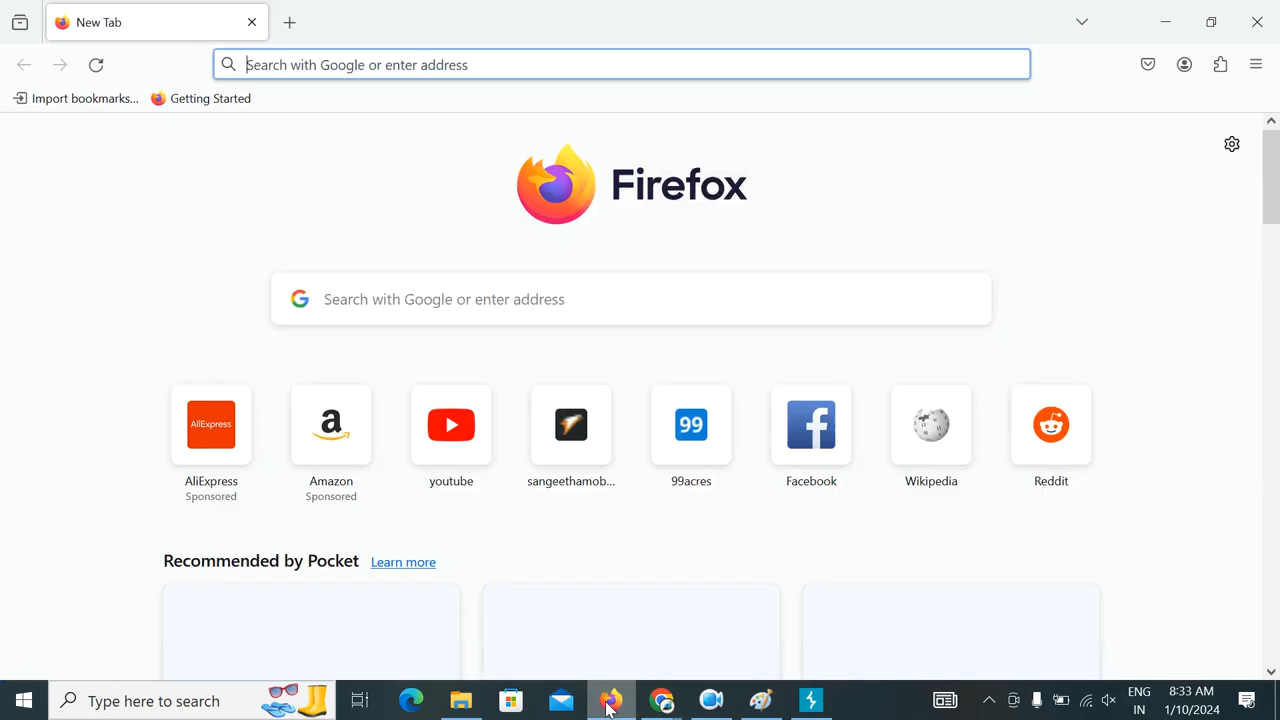 New Tab
Search with Google or enter address
Import bookmarks...
Getting Started
Firefox
Search with Google or enter address
AliExpress
a
99
AliExpress
Sponsored
Amazon
Sponsored
youtube
sangeethamob...
99acres
Facebook
Wikipedia
Reddit
Recommended by Pocket
Learn more
Type here to search
ENG
IN
8:33 AM
1/10/2024